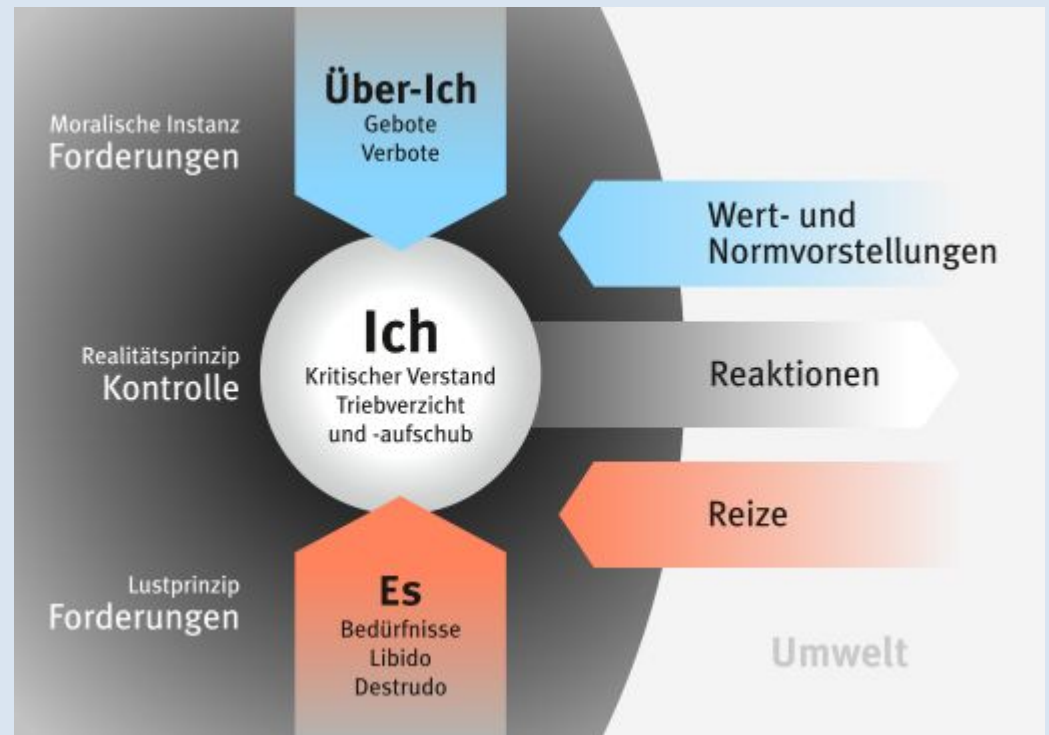 Über-Ich
Gebote
Verbote
Moralische Instanz
Forderungen
Wert- und
Normvorstellungen
Ich
Kritischer Verstand
Triebverzicht
und -aufschub
Realitätsprinzip
Kontrolle
Reaktionen
Reize
Lustprinzip
Forderungen
Es
Bedürfnisse
Libido
Destrudo
Umwelt